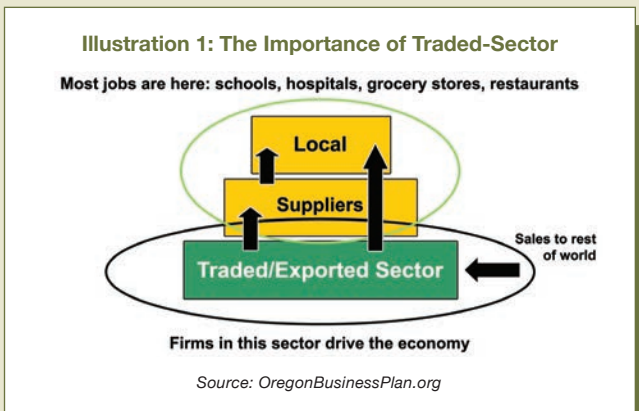 Illustration 1: The Importance of Traded-Sector
Most jobs are here: schools, hospitals, grocery stores, restaurants
Local
Suppliers
Traded/Exported Sector
Sales to rest
of world
Firms in this sector drive the economy
Source: OregonBusinessPlan.org